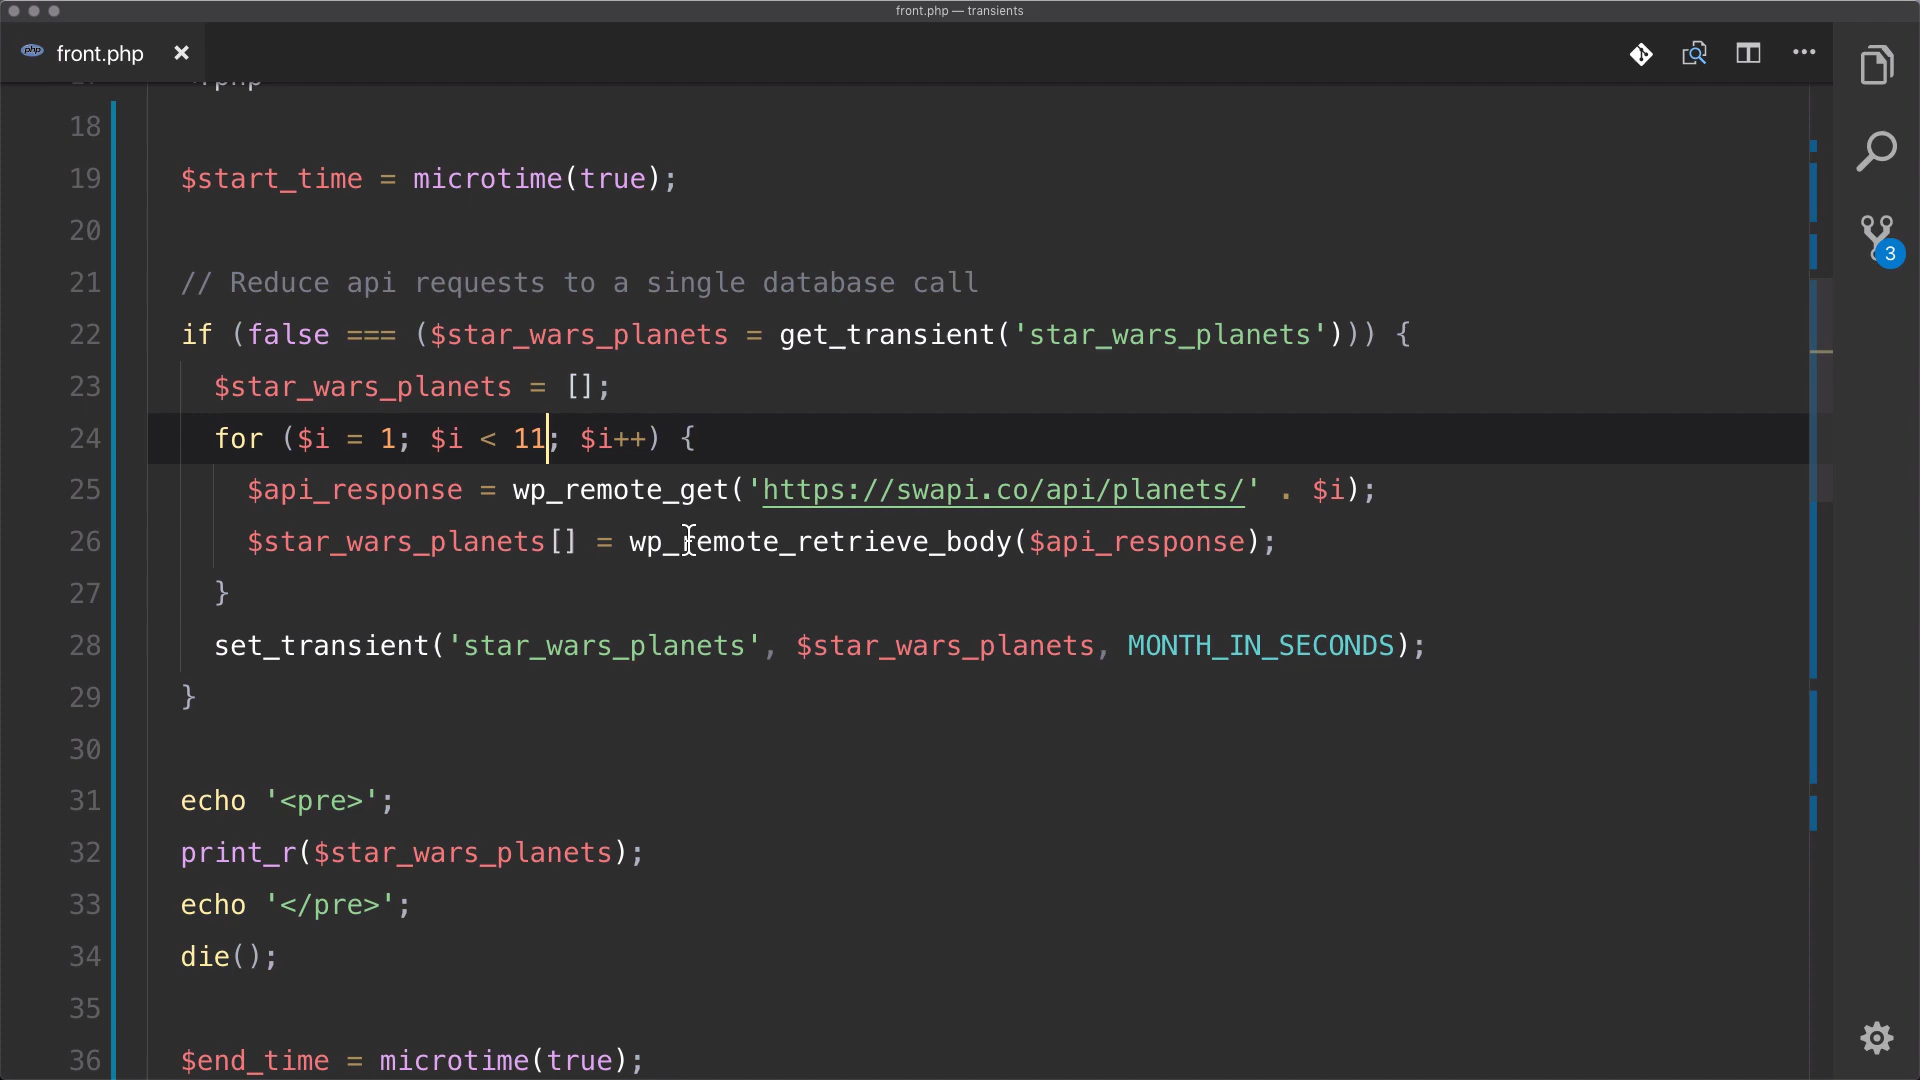 front.php — transients
php front.php ×
17 <?php
18
19 $start_time = microtime(true);
20
21 // Reduce api requests to a single database call
22 if (false === ($star_wars_planets = get_transient('star_wars_planets'))) {
23 $star_wars_planets = [];
24 for ($i = 1; $i < 11; $i++) {
25 $api_response = wp_remote_get('https://swapi.co/api/planets/' . $i);
26 $star_wars_planets[] = wp_remote_retrieve_body($api_response);
27 }
28 set_transient('star_wars_planets', $star_wars_planets, MONTH_IN_SECONDS);
29 }
30
31 echo '<pre>';
32 print_r($star_wars_planets);
33 echo '</pre>';
34 die();
35
36 $end_time = microtime(true);
3